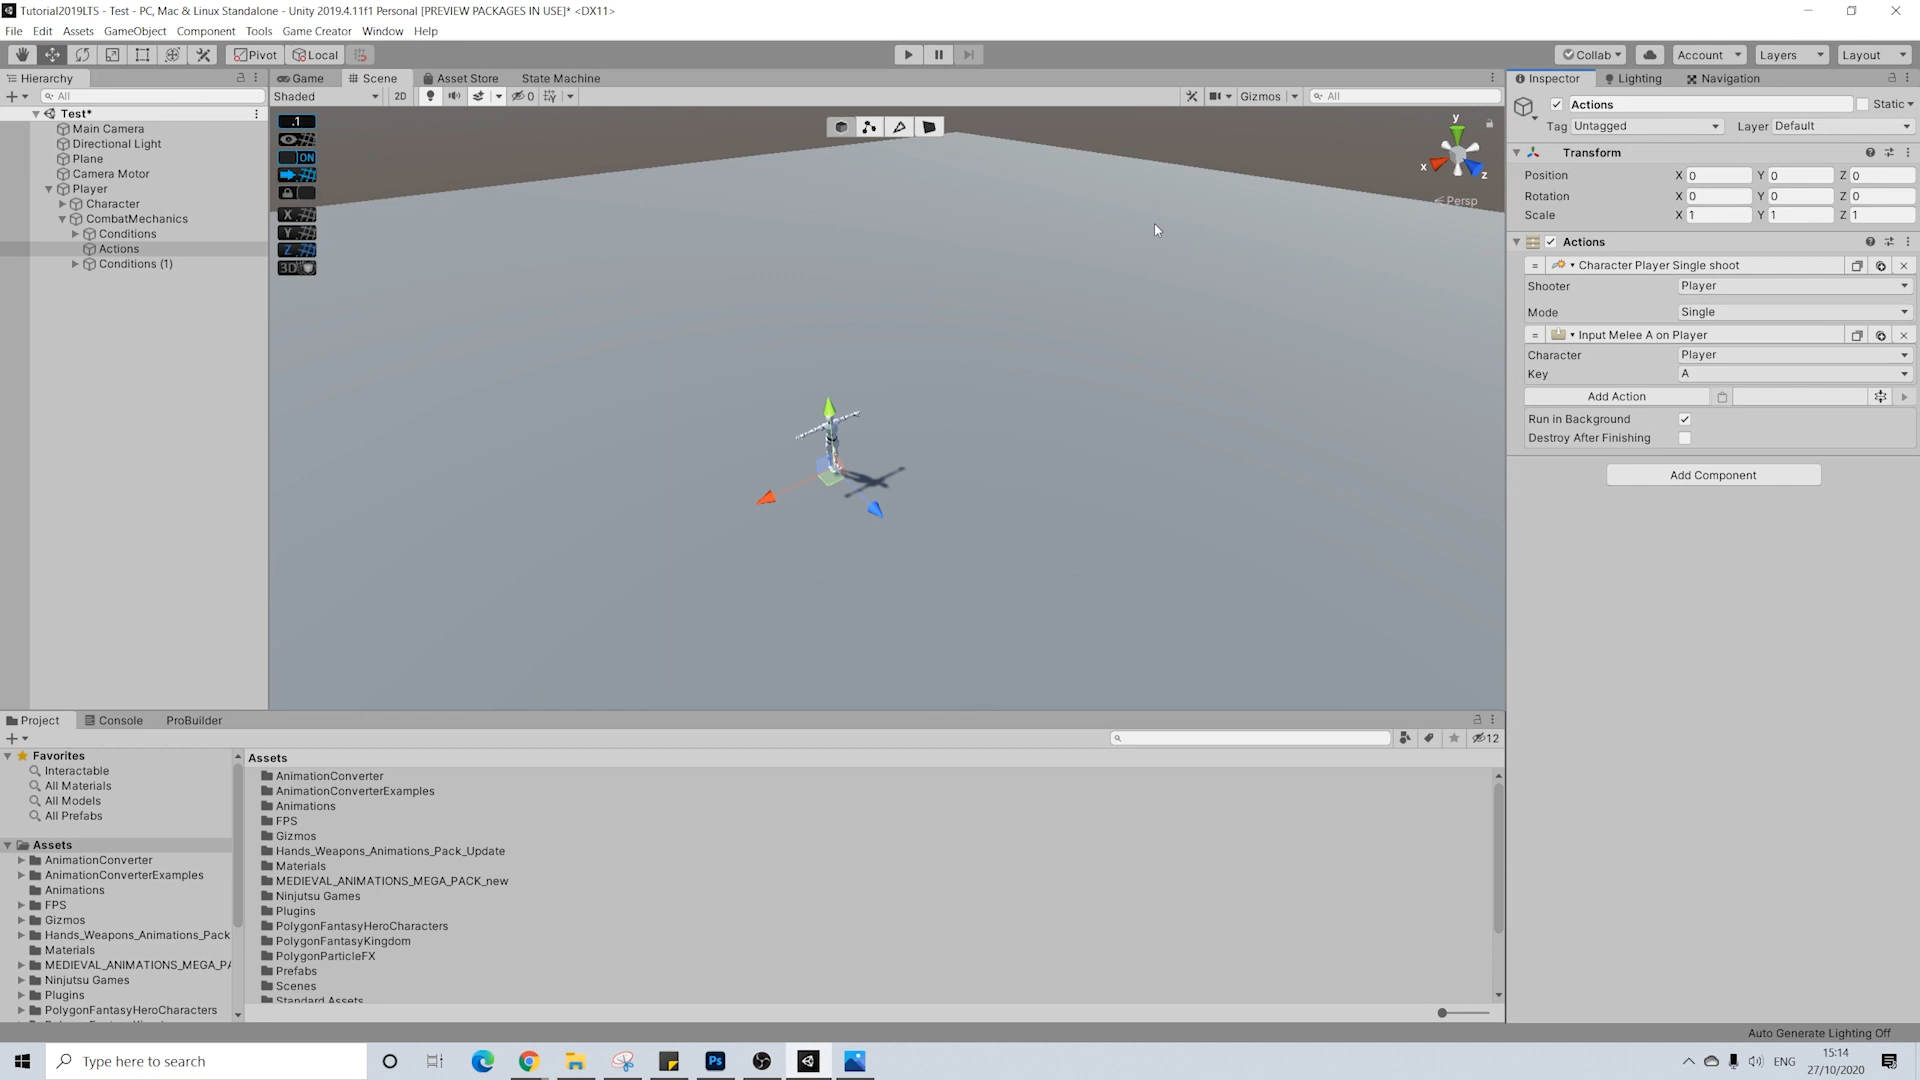 Tutorial2019LTS - Test - PC, Mac & Linux Standalone - Unity 2019.4.11f1 Personal [PREVIEW PACKAGES IN USE]* <DX11>
File Edit Assets GameObject Component Tools Game Creator Window Help
Pivot Local Collab Account Layers Layout
Hierarchy Game Scene Asset Store State Machine Inspector Lighting Navigation
All Shaded 2D 0 Gizmos All
Test*
Main Camera
Directional Light
Plane
Camera Motor
Player
Character
CombatMechanics
Conditions
Actions
Conditions (1)
.1
ON
X
Y
Z
3D
y
x
z
Persp
Actions Static
Tag Untagged Layer Default
Transform
Position X 0 Y 0 Z 0
Rotation X 0 Y 0 Z 0
Scale X 1 Y 1 Z 1
Actions
Character Player Single shoot
Shooter Player
Mode Single
Input Melee A on Player
Character Player
Key A
Add Action
Run in Background
Destroy After Finishing
Add Component
Project Console ProBuilder
12
Favorites
Interactable
All Materials
All Models
All Prefabs
Assets
AnimationConverter
AnimationConverterExamples
Animations
FPS
Gizmos
Hands_Weapons_Animations_Pack
Materials
MEDIEVAL_ANIMATIONS_MEGA_PA
Ninjutsu Games
Plugins
PolygonFantasyHeroCharacters
Assets
AnimationConverter
AnimationConverterExamples
Animations
FPS
Gizmos
Hands_Weapons_Animations_Pack_Update
Materials
MEDIEVAL_ANIMATIONS_MEGA_PACK_new
Ninjutsu Games
Plugins
PolygonFantasyHeroCharacters
PolygonFantasyKingdom
PolygonParticleFX
Prefabs
Scenes
Standard Assets
Auto Generate Lighting Off
Type here to search
Ps
ENG
15:14
27/10/2020